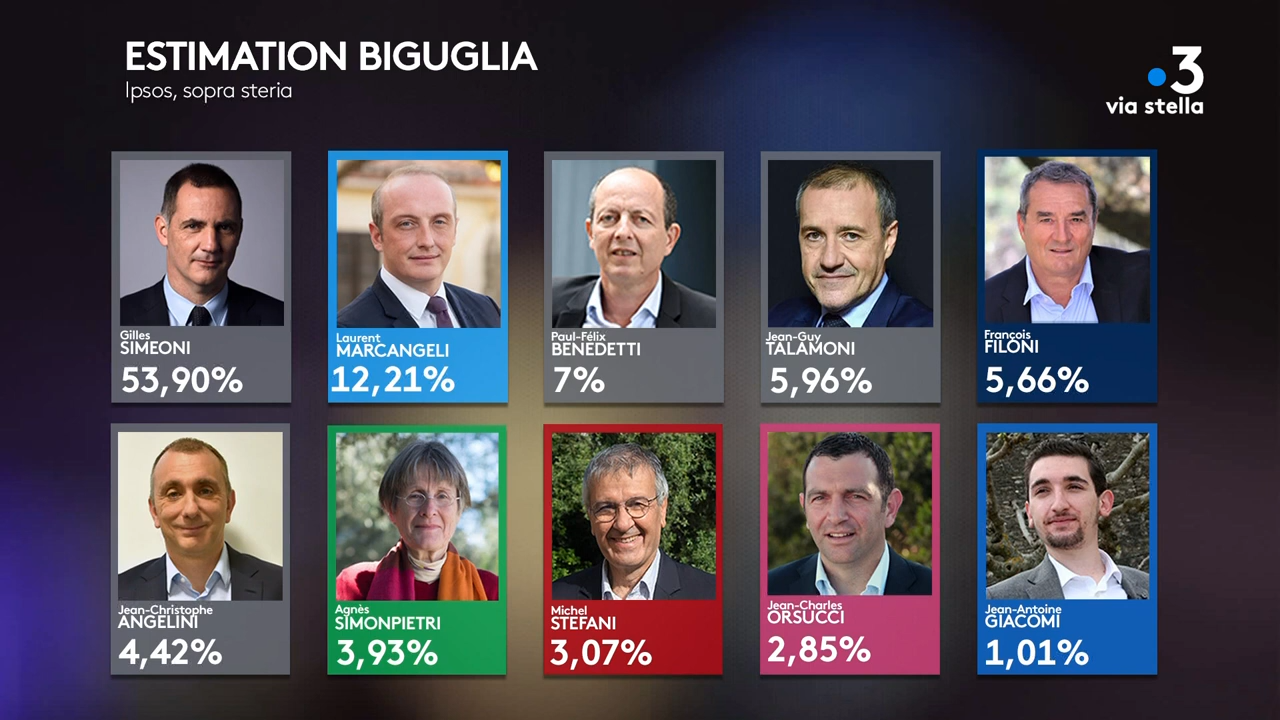 ESTIMATION BIGUGLIA
Ipsos, sopra steria
3
via stella
Gilles
SIMEONI
53,90%
Laurent
MARCANGELI
12,21%
Paul-Félix
BENEDETTI
7%
Jean-Guy
TALAMONI
5,96%
François
FILONI
5,66%
Jean-Christophe
ANGELINI
4,42%
Agnès
SIMONPIETRI
3,93%
Michel
STEFANI
3,07%
Jean-Charles
ORSUCCI
2,85%
Jean-Antoine
GIACOMI
1,01%